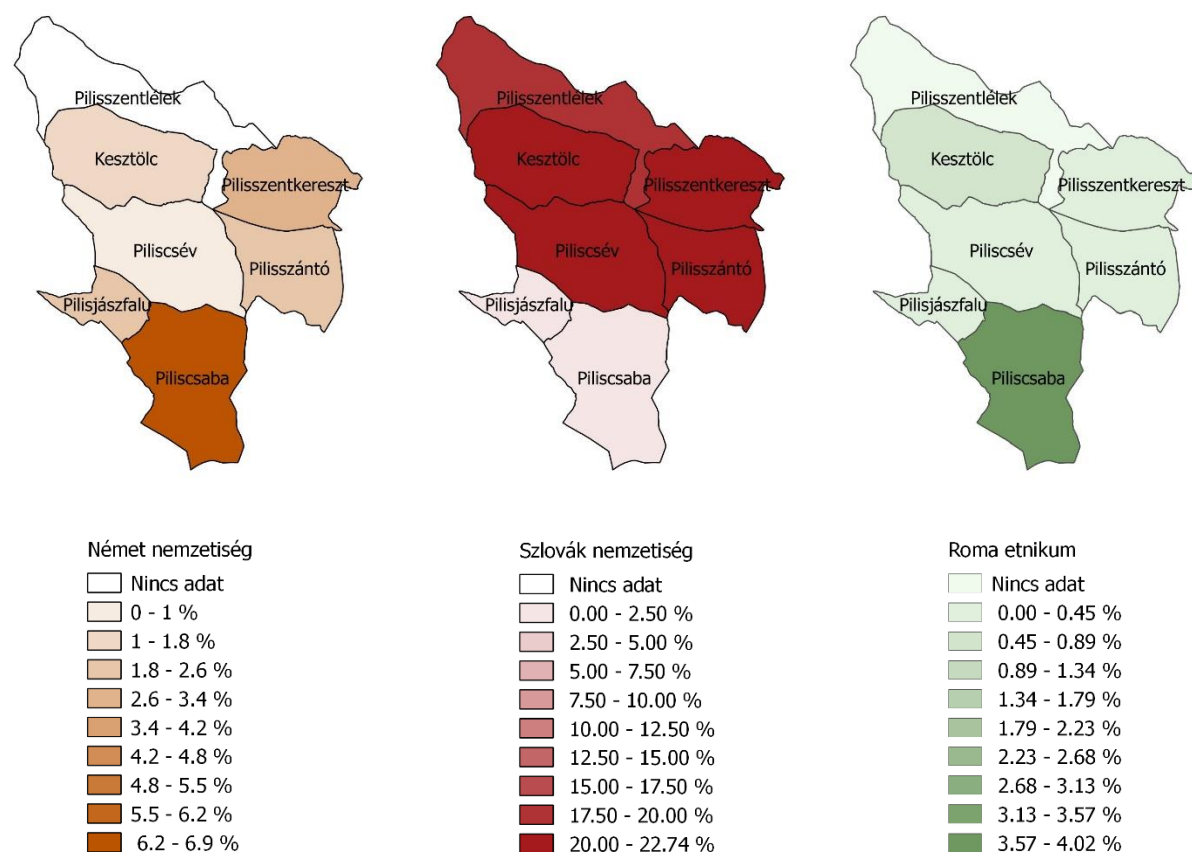 Pilisszentlélek
Kesztölc
Pilisszentkereszt
Piliscsév
Pilisszántó
Pilisjászfalu
Piliscsaba
Pilisszentlélek
Kesztölc
Pilisszentkereszt
Piliscsév
Pilisszántó
Pilisjászfalu
Piliscsaba
Pilisszentlélek
Kesztölc
Pilisszentkereszt
Piliscsév
Pilisszántó
Pilisjászfalu
Piliscsaba
Német nemzetiség
Nincs adat
0 - 1 %
1 - 1.8 %
1.8 - 2.6 %
2.6 - 3.4 %
3.4 - 4.2 %
4.2 - 4.8 %
4.8 - 5.5 %
5.5 - 6.2 %
6.2 - 6.9 %
Szlovák nemzetiség
Nincs adat
0.00 - 2.50 %
2.50 - 5.00 %
5.00 - 7.50 %
7.50 - 10.00 %
10.00 - 12.50 %
12.50 - 15.00 %
15.00 - 17.50 %
17.50 - 20.00 %
20.00 - 22.74 %
Roma etnikum
Nincs adat
0.00 - 0.45 %
0.45 - 0.89 %
0.89 - 1.34 %
1.34 - 1.79 %
1.79 - 2.23 %
2.23 - 2.68 %
2.68 - 3.13 %
3.13 - 3.57 %
3.57 - 4.02 %